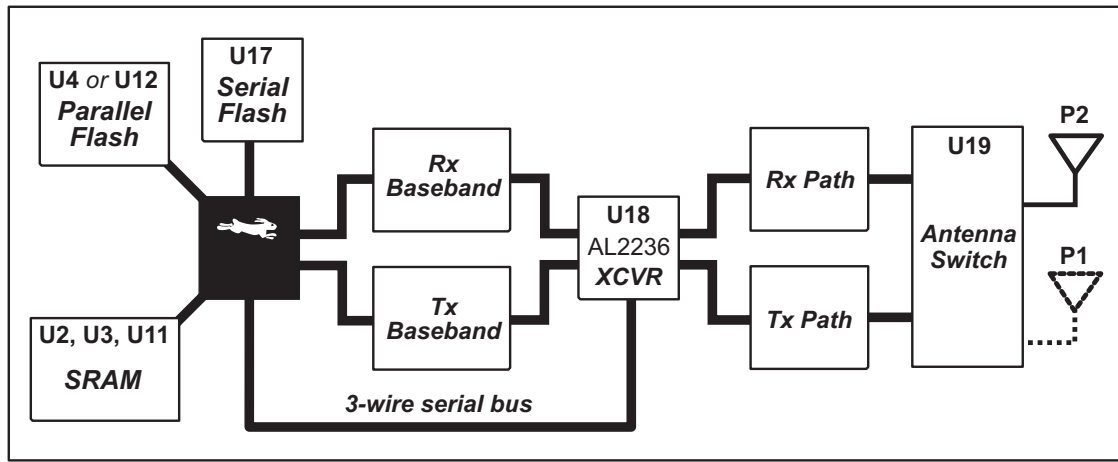 U4 or U12
Parallel
Flash
U17
Serial
Flash
U2, U3, U11
SRAM
Rx
Baseband
Tx
Baseband
3-wire serial bus
U18
AL2236
XCVR
Rx Path
Tx Path
U19
Antenna
Switch
P2
P1